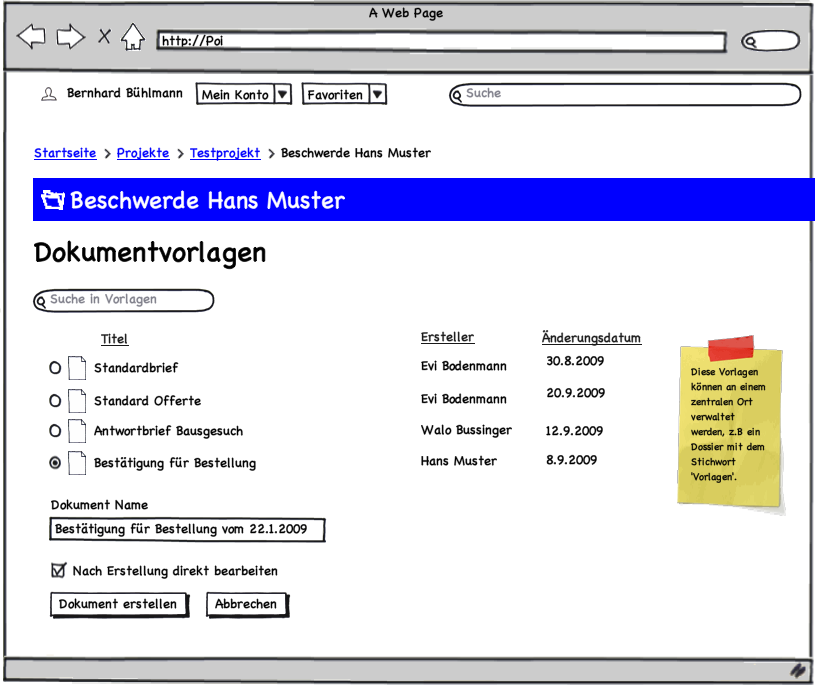 A Web Page
http://Poi
Bernhard Bühlmann Mein Konto Favoriten Suche
Startseite > Projekte > Testprojekt > Beschwerde Hans Muster
Beschwerde Hans Muster
Dokumentvorlagen
Suche in Vorlagen
Titel Ersteller Änderungsdatum
Standardbrief Evi Bodenmann 30.8.2009
Standard Offerte Evi Bodenmann 20.9.2009
Antwortbrief Bausgesuch Walo Bussinger 12.9.2009
Bestätigung für Bestellung Hans Muster 8.9.2009
Diese Vorlagen
können an einem
zentralen Ort
verwaltet
werden, z.B ein
Dossier mit dem
Stichwort
'Vorlagen'.
Dokument Name
Bestätigung für Bestellung vom 22.1.2009
Nach Erstellung direkt bearbeiten
Dokument erstellen Abbrechen